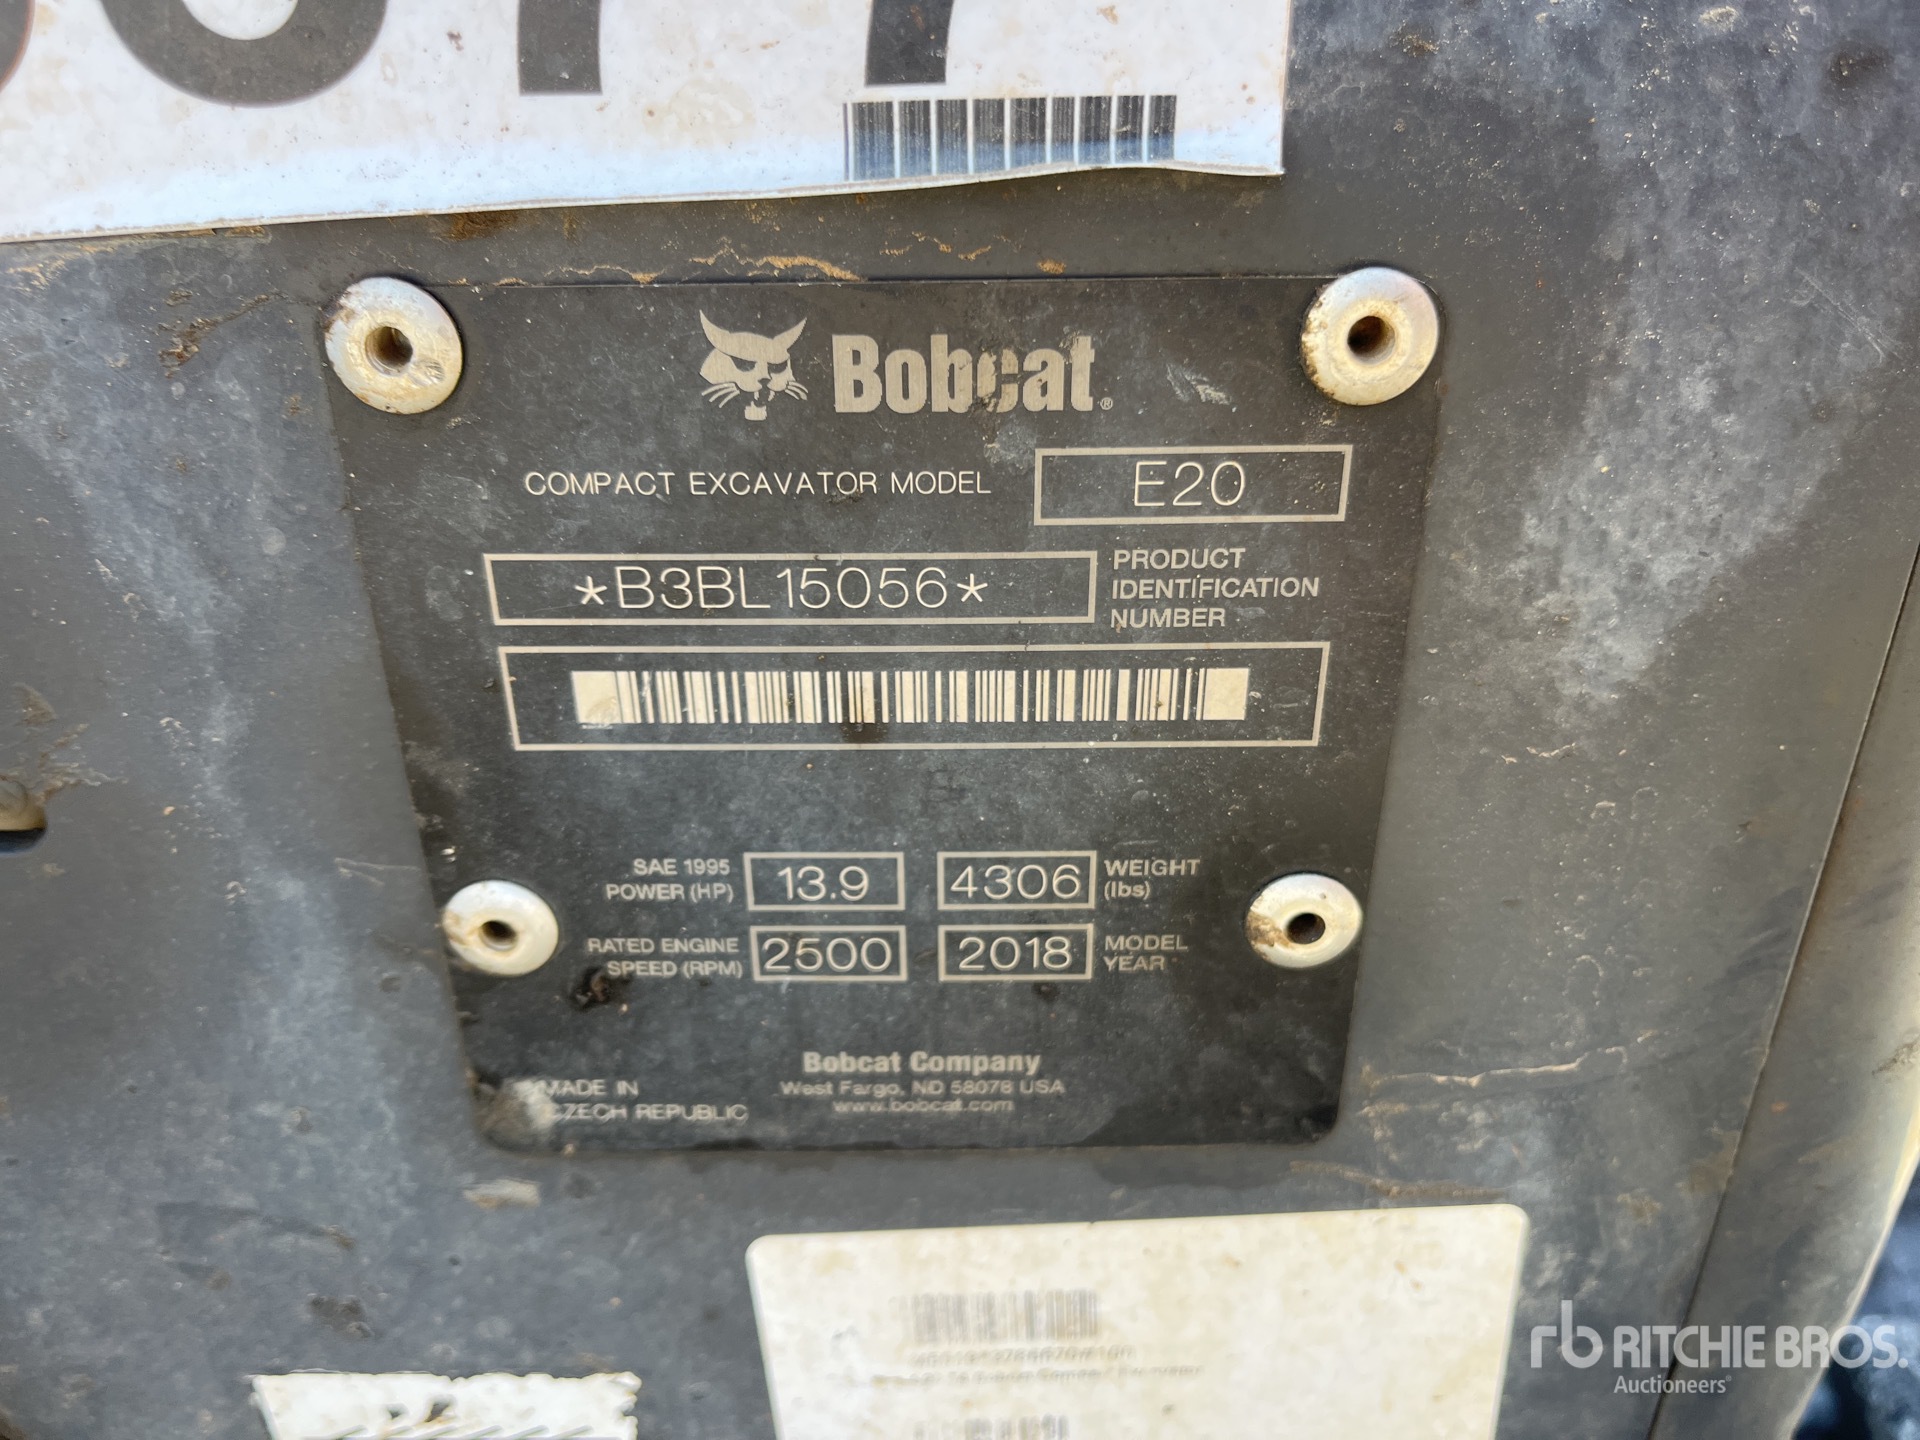 Bobcat®
COMPACT EXCAVATOR MODEL E20
*B3BL15056* PRODUCT IDENTIFICATION NUMBER
SAE 1995 POWER (HP) 13.9
4306 WEIGHT (lbs)
RATED ENGINE SPEED (RPM) 2500
2018 MODEL YEAR
MADE IN
CZECH REPUBLIC
Bobcat Company
West Fargo, ND 58078 USA
www.bobcat.com
rb RITCHIE BROS.
Auctioneers